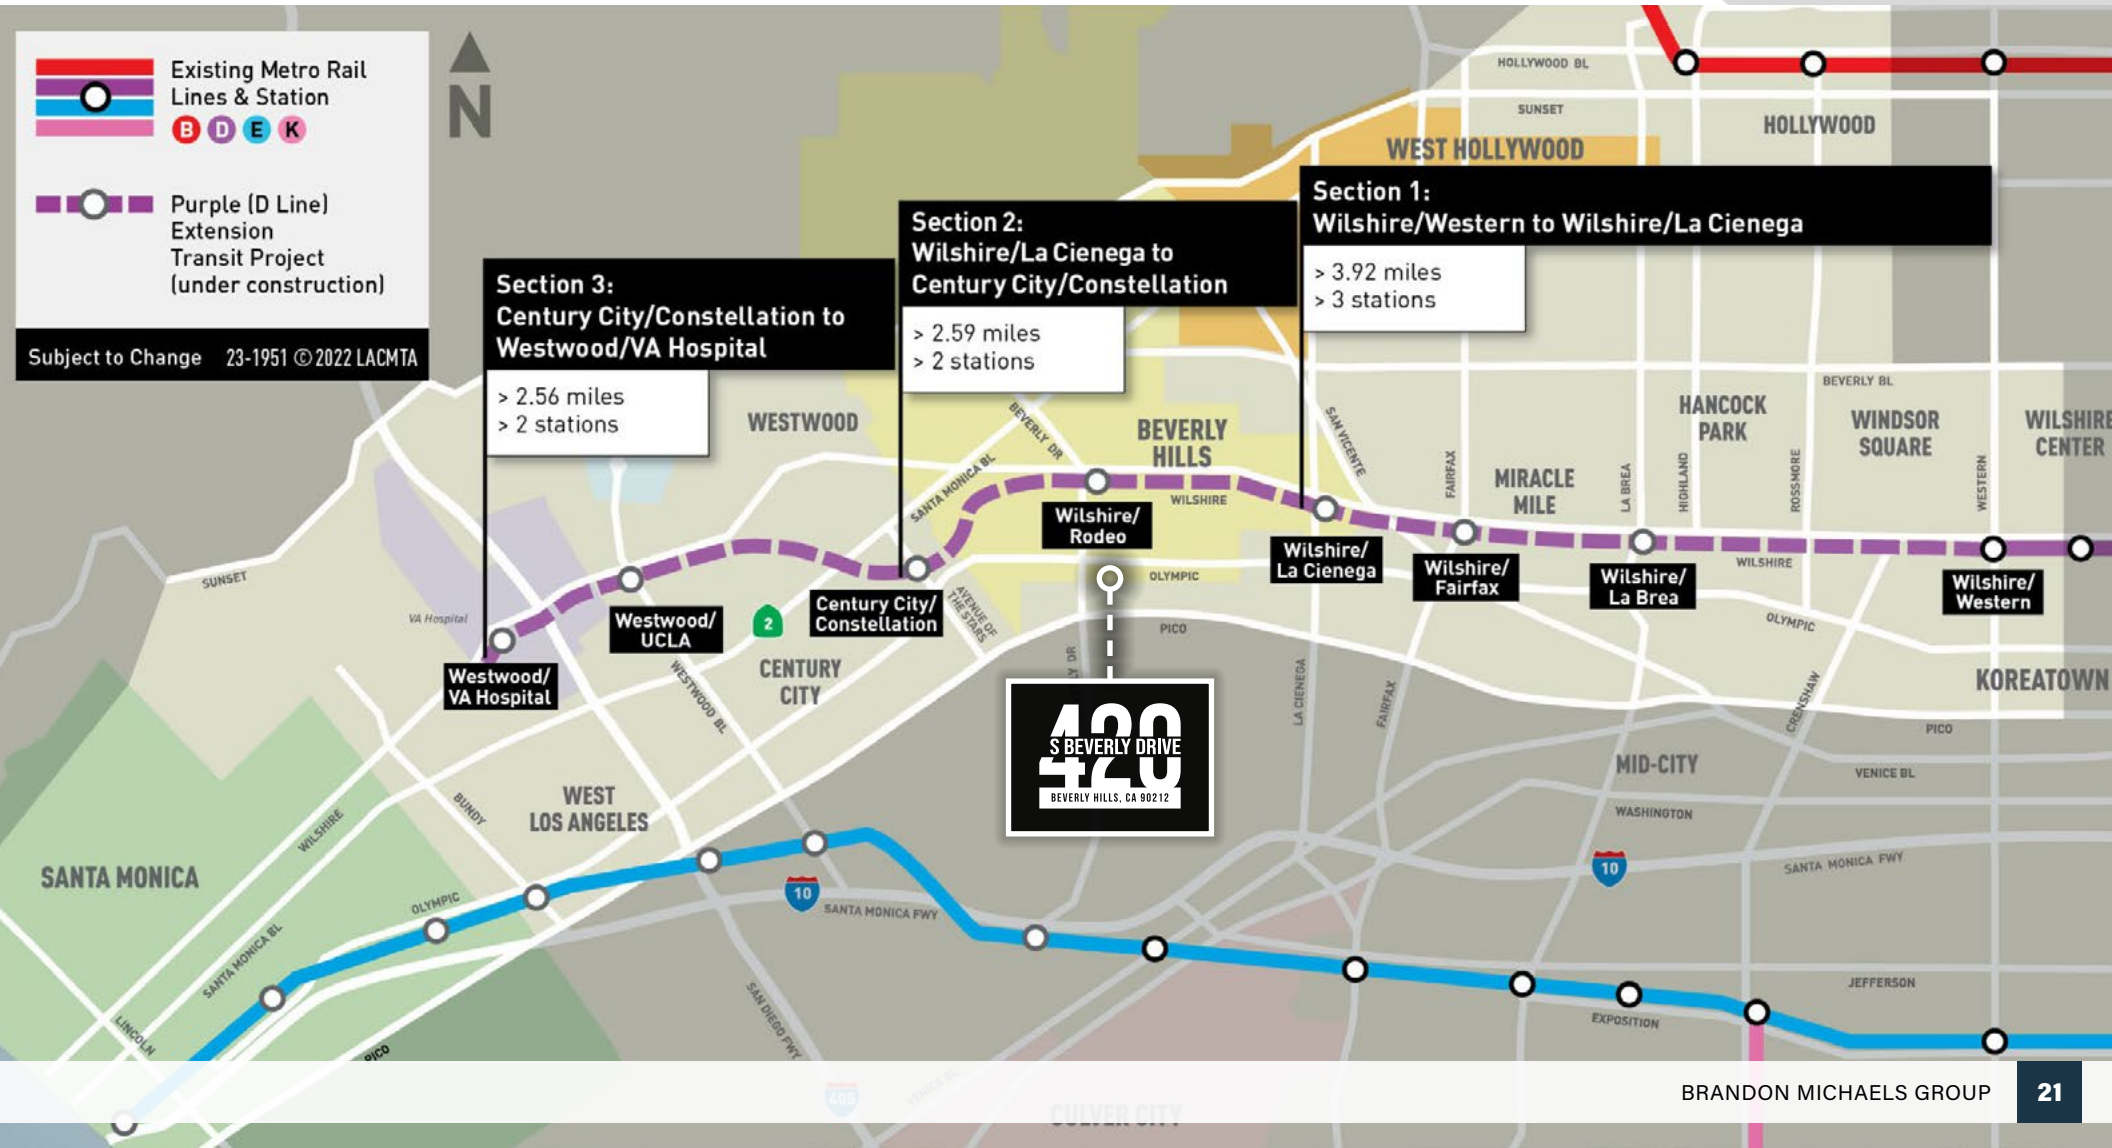 Existing Metro Rail
Lines & Station
B D E K
Purple (D Line)
Extension
Transit Project
(under construction)
Subject to Change 23-1951 © 2022 LACMTA
N
Section 3:
Century City/Constellation to
Westwood/VA Hospital
> 2.56 miles
> 2 stations
Section 2:
Wilshire/La Cienega to
Century City/Constellation
> 2.59 miles
> 2 stations
Section 1:
Wilshire/Western to Wilshire/La Cienega
> 3.92 miles
> 3 stations
HOLLYWOOD BL
SUNSET
HOLLYWOOD
WEST HOLLYWOOD
BEVERLY BL
WESTWOOD
BEVERLY DR
BEVERLY
HILLS
SAN VICENTE
HANCOCK
PARK
WINDSOR
SQUARE
WILSHIRE
CENTER
SANTA MONICA BL
WILSHIRE
FAIRFAX
MIRACLE
MILE
LA BREA
HIGHLAND
ROSSMORE
WESTERN
Wilshire/
Rodeo
Wilshire/
La Cienega
Wilshire/
Fairfax
Wilshire/
La Brea
WILSHIRE
Wilshire/
Western
SUNSET
VA Hospital
Westwood/
VA Hospital
Westwood/
UCLA
2
Century City/
Constellation
AVENUE OF
THE STARS
OLYMPIC
PICO
OLYMPIC
KOREATOWN
CENTURY
CITY
WESTWOOD BL
LY DR
LA CIENEGA
FAIRFAX
CRENSHAW
PICO
420
S BEVERLY DRIVE
BEVERLY HILLS, CA 90212
MID-CITY
VENICE BL
WASHINGTON
WEST
LOS ANGELES
BUNDY
WILSHIRE
SANTA MONICA
OLYMPIC
10
SANTA MONICA FWY
10
SANTA MONICA FWY
SANTA MONICA BL
LINCOLN
PICO
SAN DIEGO FWY
JEFFERSON
EXPOSITION
405
VENICE BL
CULVER CITY
BRANDON MICHAELS GROUP 21